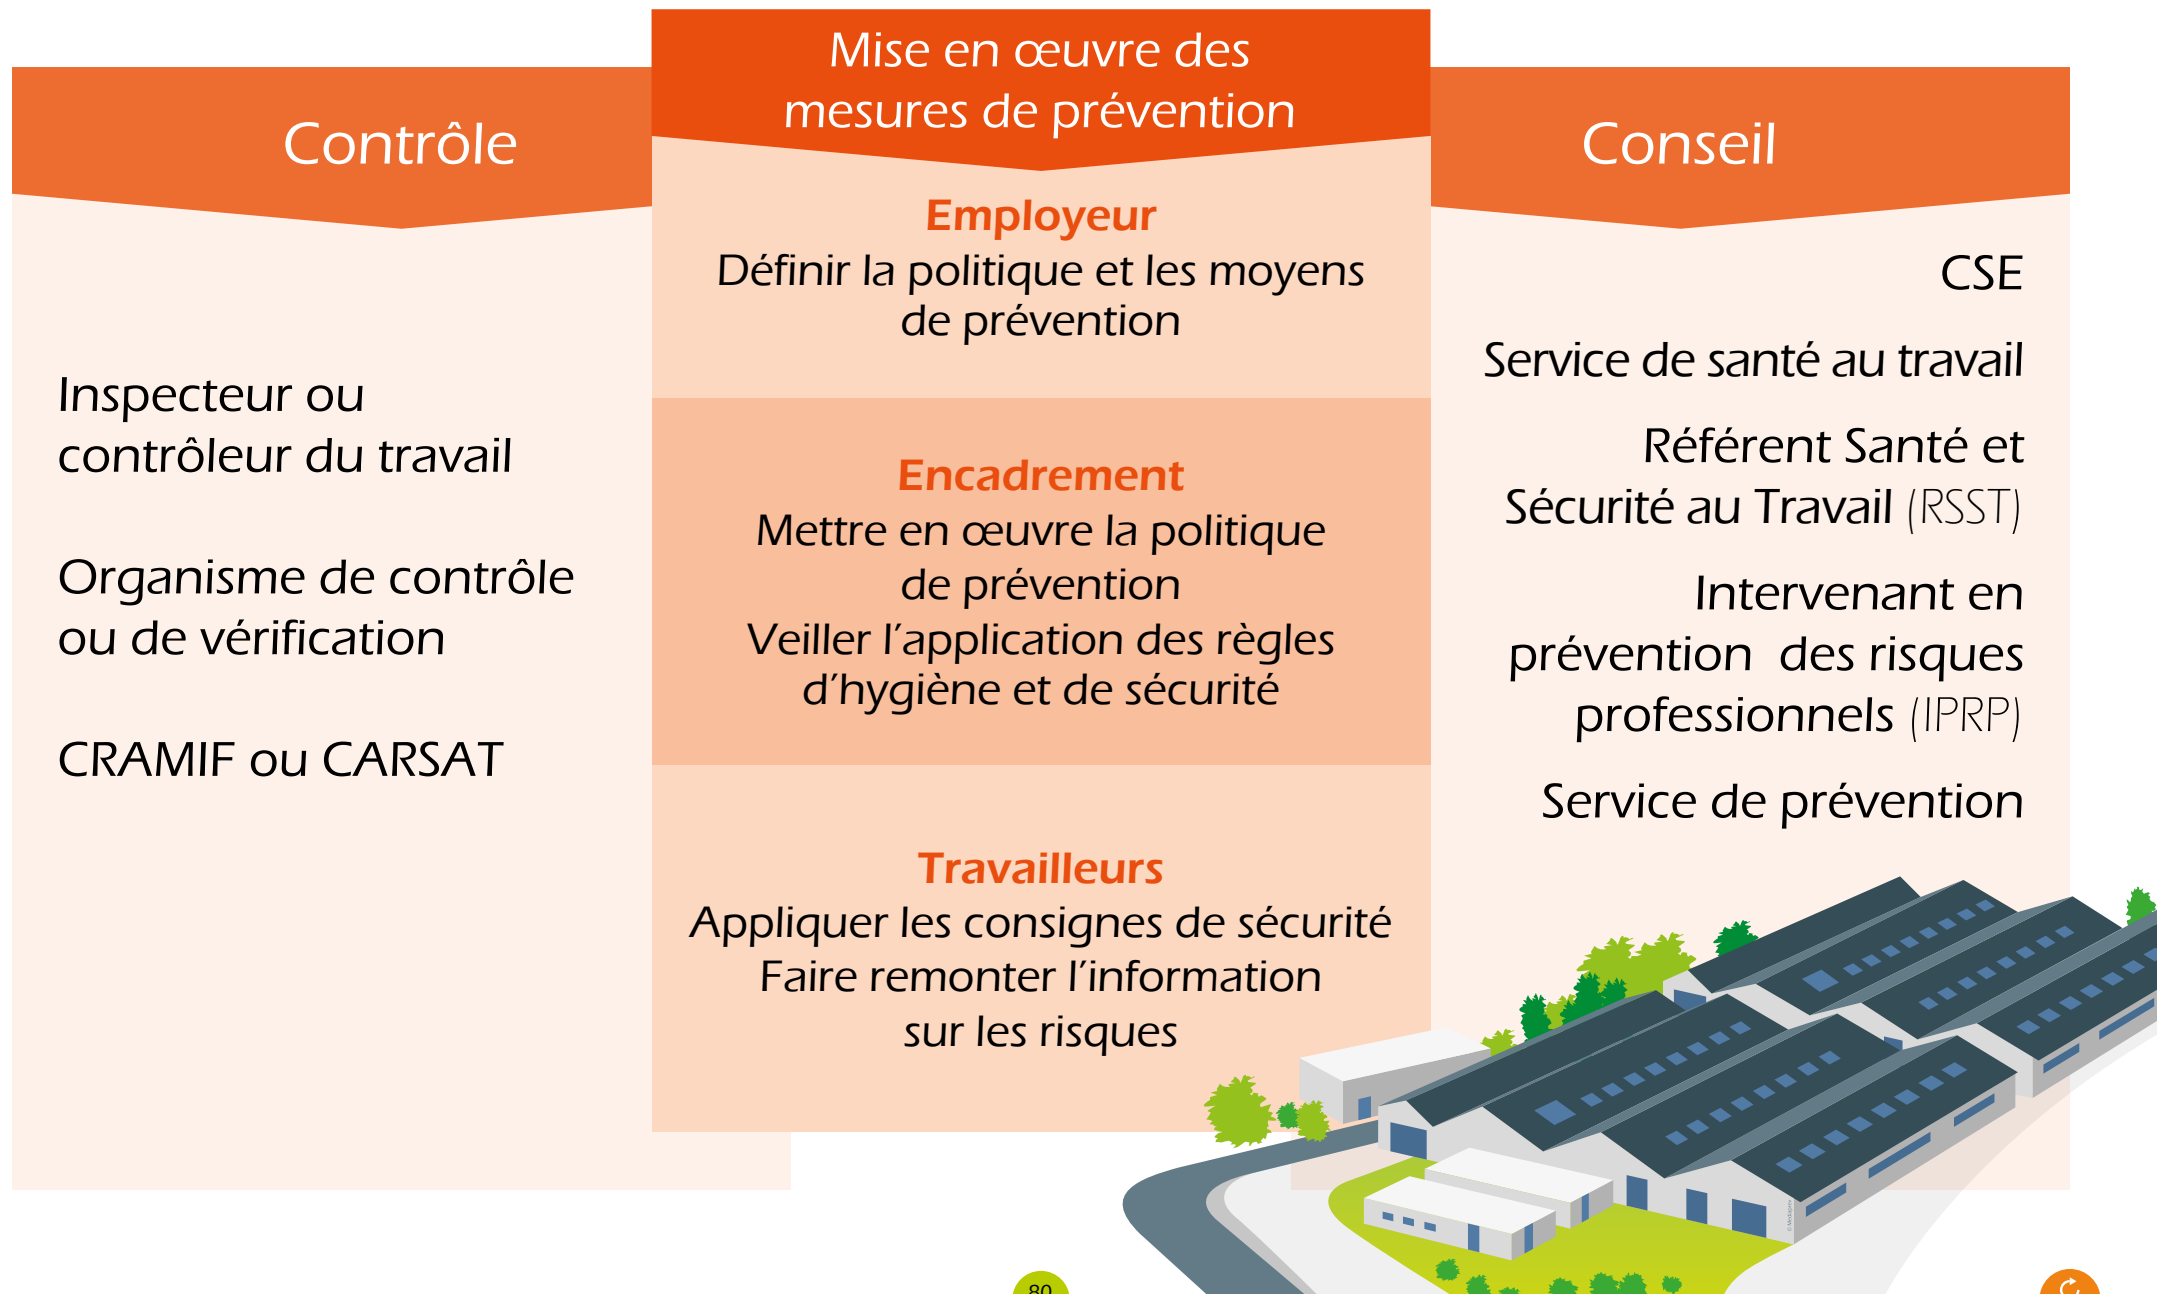 Contrôle
Inspecteur ou
contrôleur du travail
Organisme de contrôle
ou de vérification
CRAMIF ou CARSAT
Mise en œuvre des
mesures de prévention
Employeur
Définir la politique et les moyens
de prévention
Encadrement
Mettre en œuvre la politique
de prévention
Veiller l’application des règles
d’hygiène et de sécurité
Travailleurs
Appliquer les consignes de sécurité
Faire remonter l’information
sur les risques
Conseil
CSE
Service de santé au travail
Référent Santé et
Sécurité au Travail (RSST)
Intervenant en
prévention des risques
professionnels (IPRP)
Service de prévention
80